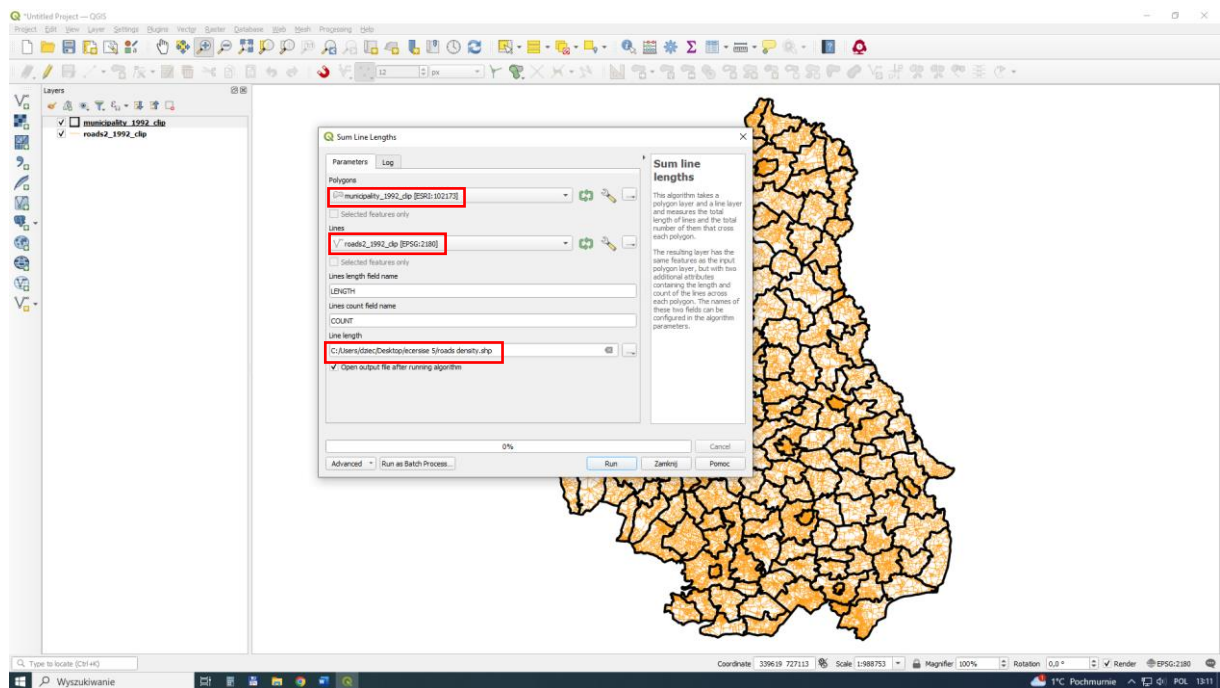 *Untitled Project — QGIS
Project Edit View Layer Settings Plugins Vector Raster Database Web Mesh Processing Help
12 px
Layers
municipality_1992_clip
roads2_1992_clip
Sum Line Lengths
Parameters Log
Polygons
municipality_1992_clip [ESRI:102173]
Selected features only
Lines
roads2_1992_clip [EPSG:2180]
Selected features only
Lines length field name
LENGTH
Lines count field name
COUNT
Line length
C:/Users/dziec/Desktop/ecersise 5/roads density.shp
Open output file after running algorithm
Sum line
lengths
This algorithm takes a
polygon layer and a line layer
and measures the total
length of lines and the total
number of them that cross
each polygon.
The resulting layer has the
same features as the input
polygon layer, but with two
additional attributes
containing the length and
count of the lines across
each polygon. The names of
these two fields can be
configured in the algorithm
parameters.
0%
Cancel
Advanced Run as Batch Process... Run Zamknij Pomoc
Type to locate (Ctrl+K)
Coordinate 339619 727113 Scale 1:988753 Magnifier 100% Rotation 0,0 ° Render EPSG:2180
Wyszukiwanie
1°C Pochmurnie POL 13:11